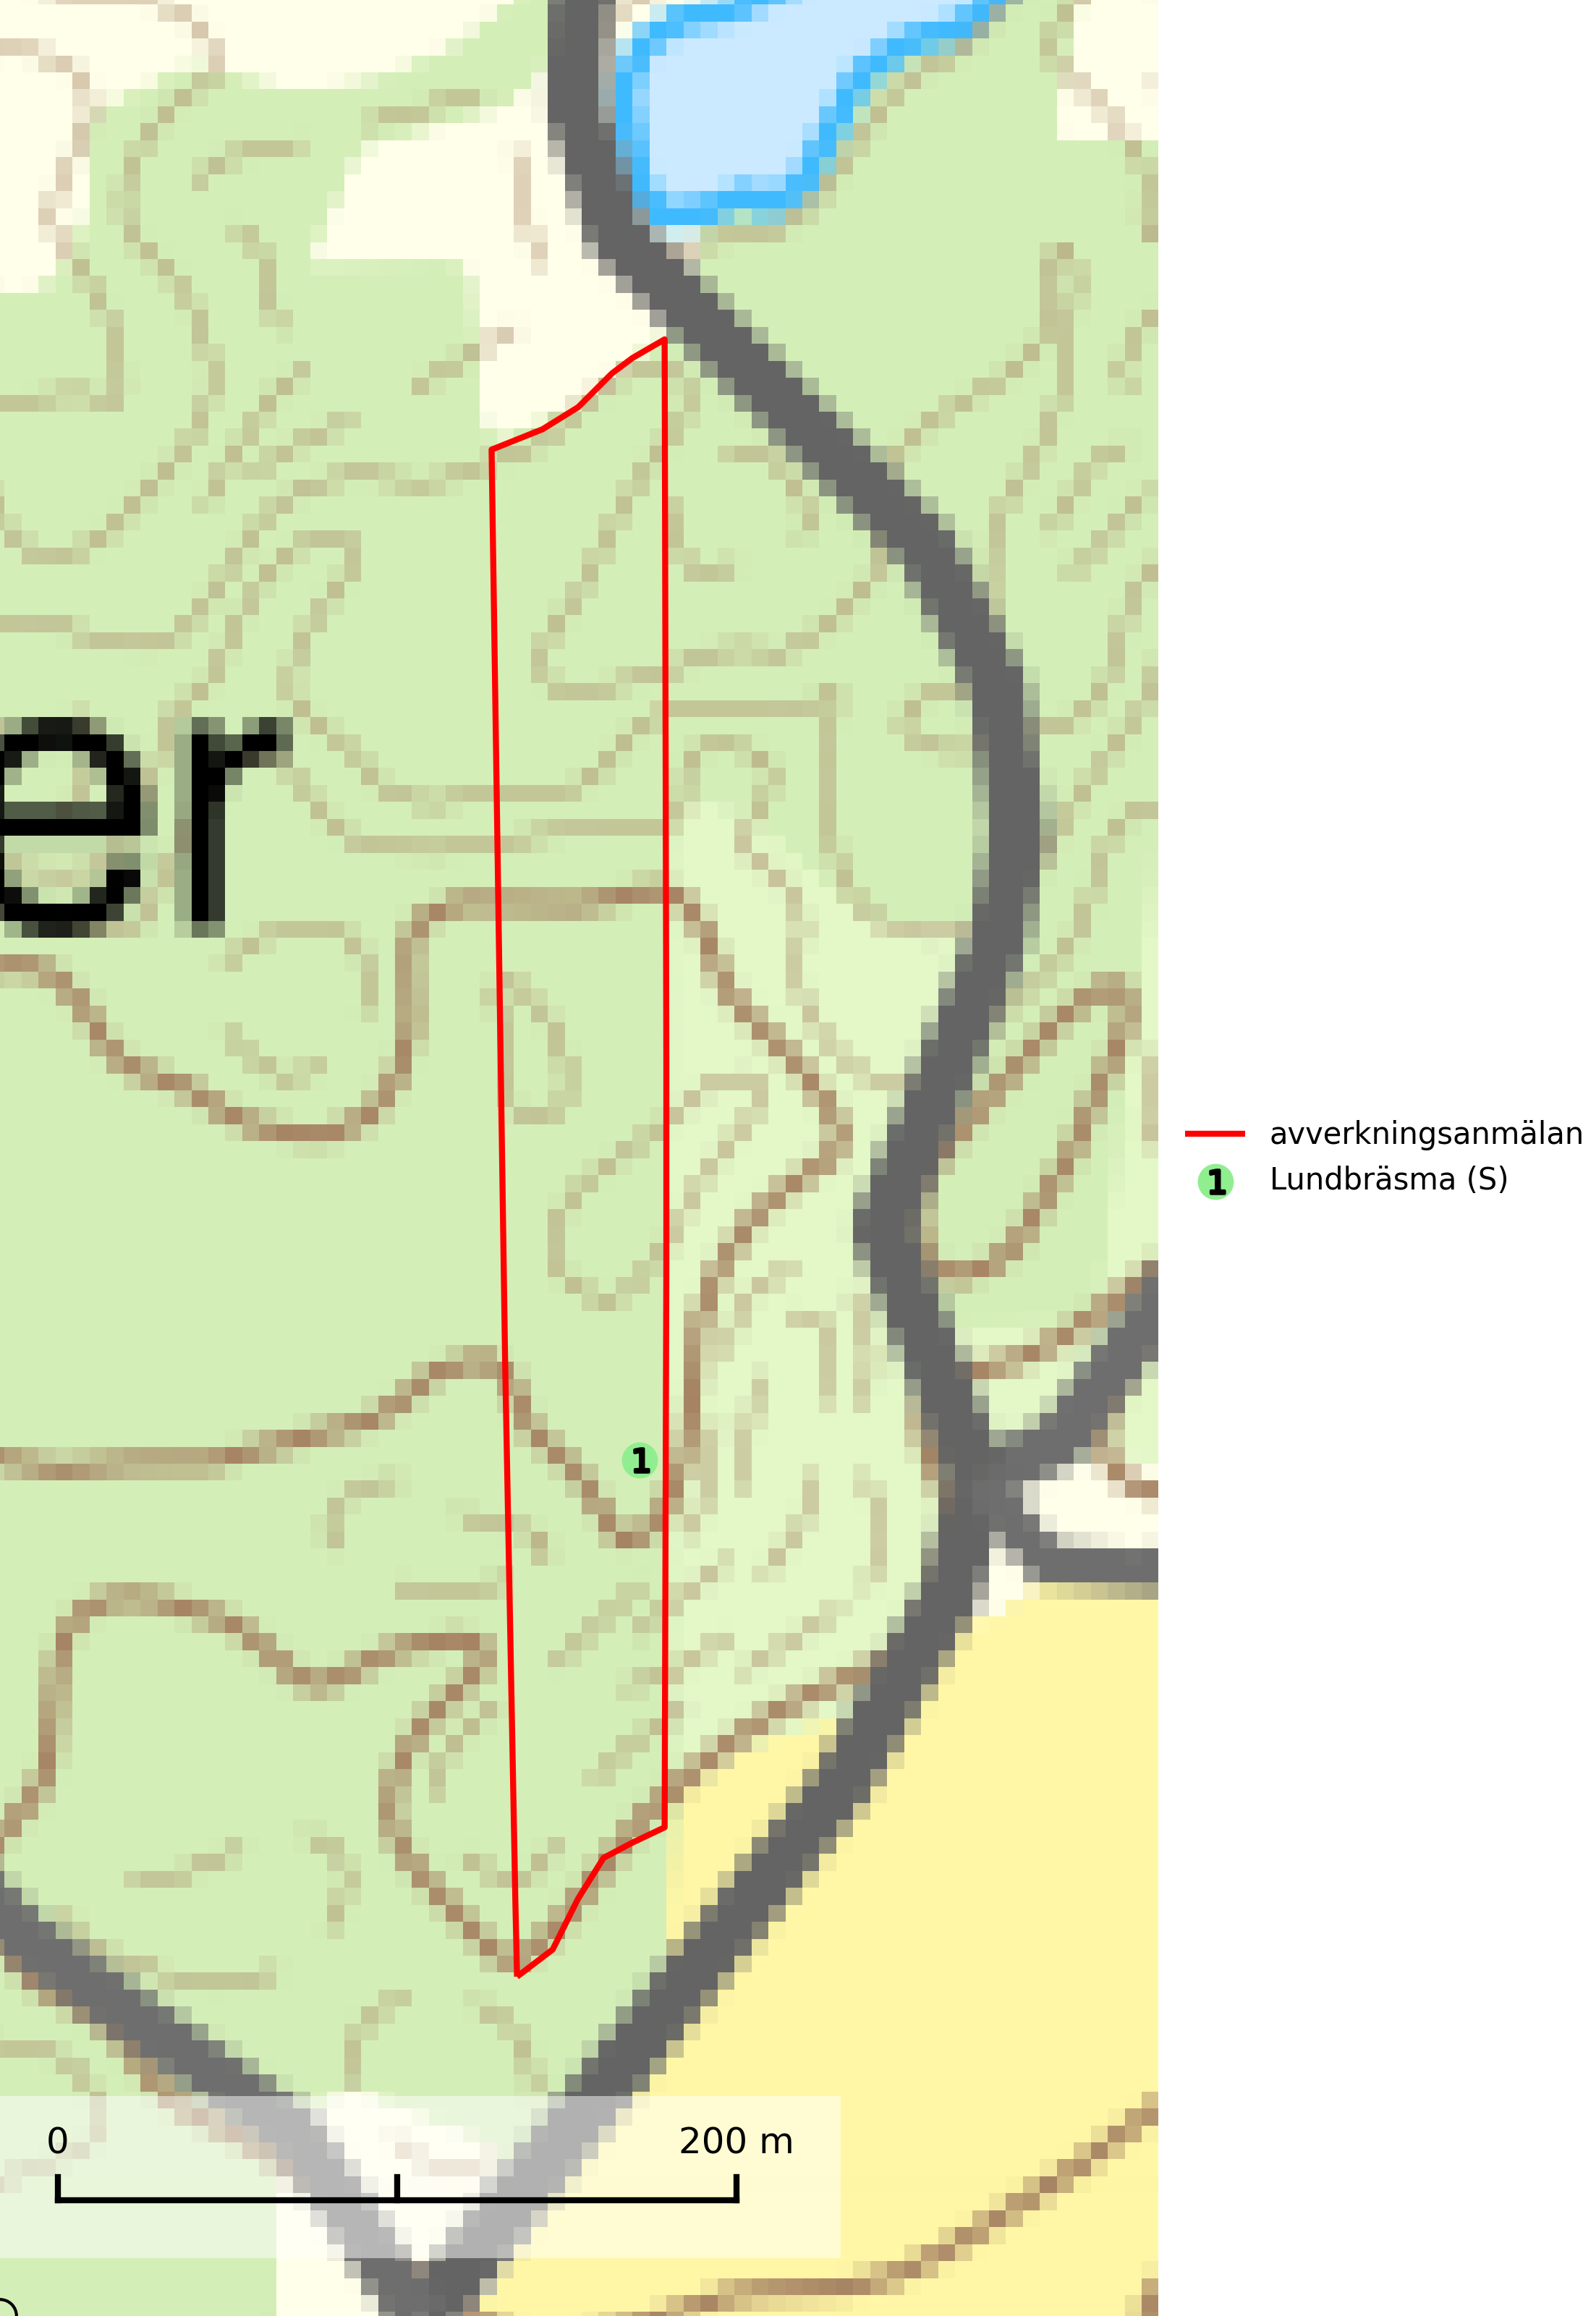 er
avverkningsanmälan
1 Lundbräsma (S)
1
0 200 m